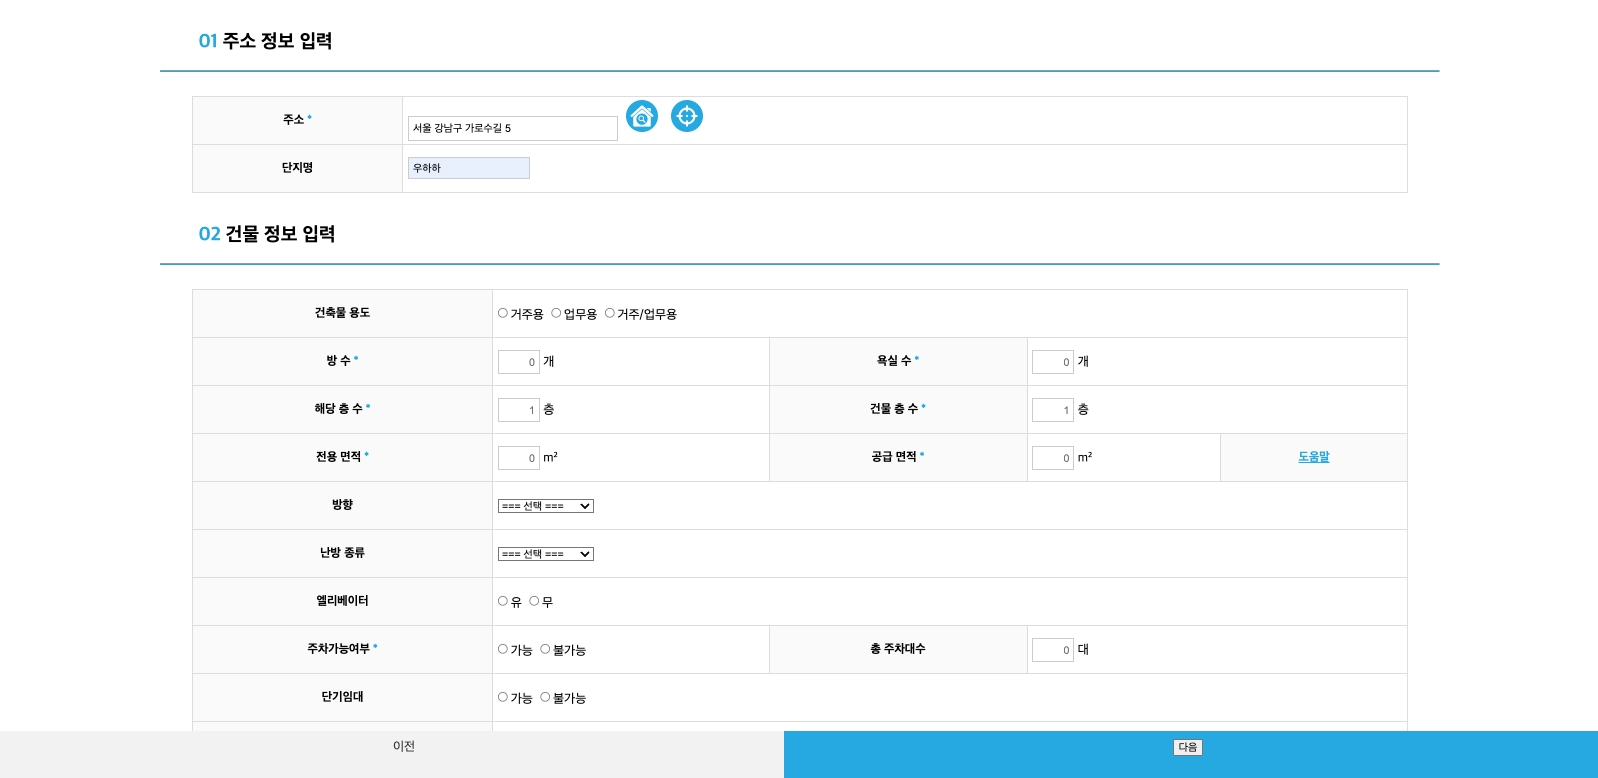 01 주소 정보 입력
주소 * 서울 강남구 가로수길 5
단지명 우하하
02 건물 정보 입력
건축물 용도 거주용 업무용 거주/업무용
방 수 * 0 개 욕실 수 * 0 개
해당 층 수 * 1 층 건물 층 수 * 1 층
전용 면적 * 0 m² 공급 면적 * 0 m² 도움말
방향 === 선택 ===
난방 종류 === 선택 ===
엘리베이터 유 무
주차가능여부 * 가능 불가능 총 주차대수 0 대
단기임대 가능 불가능
이전 다음